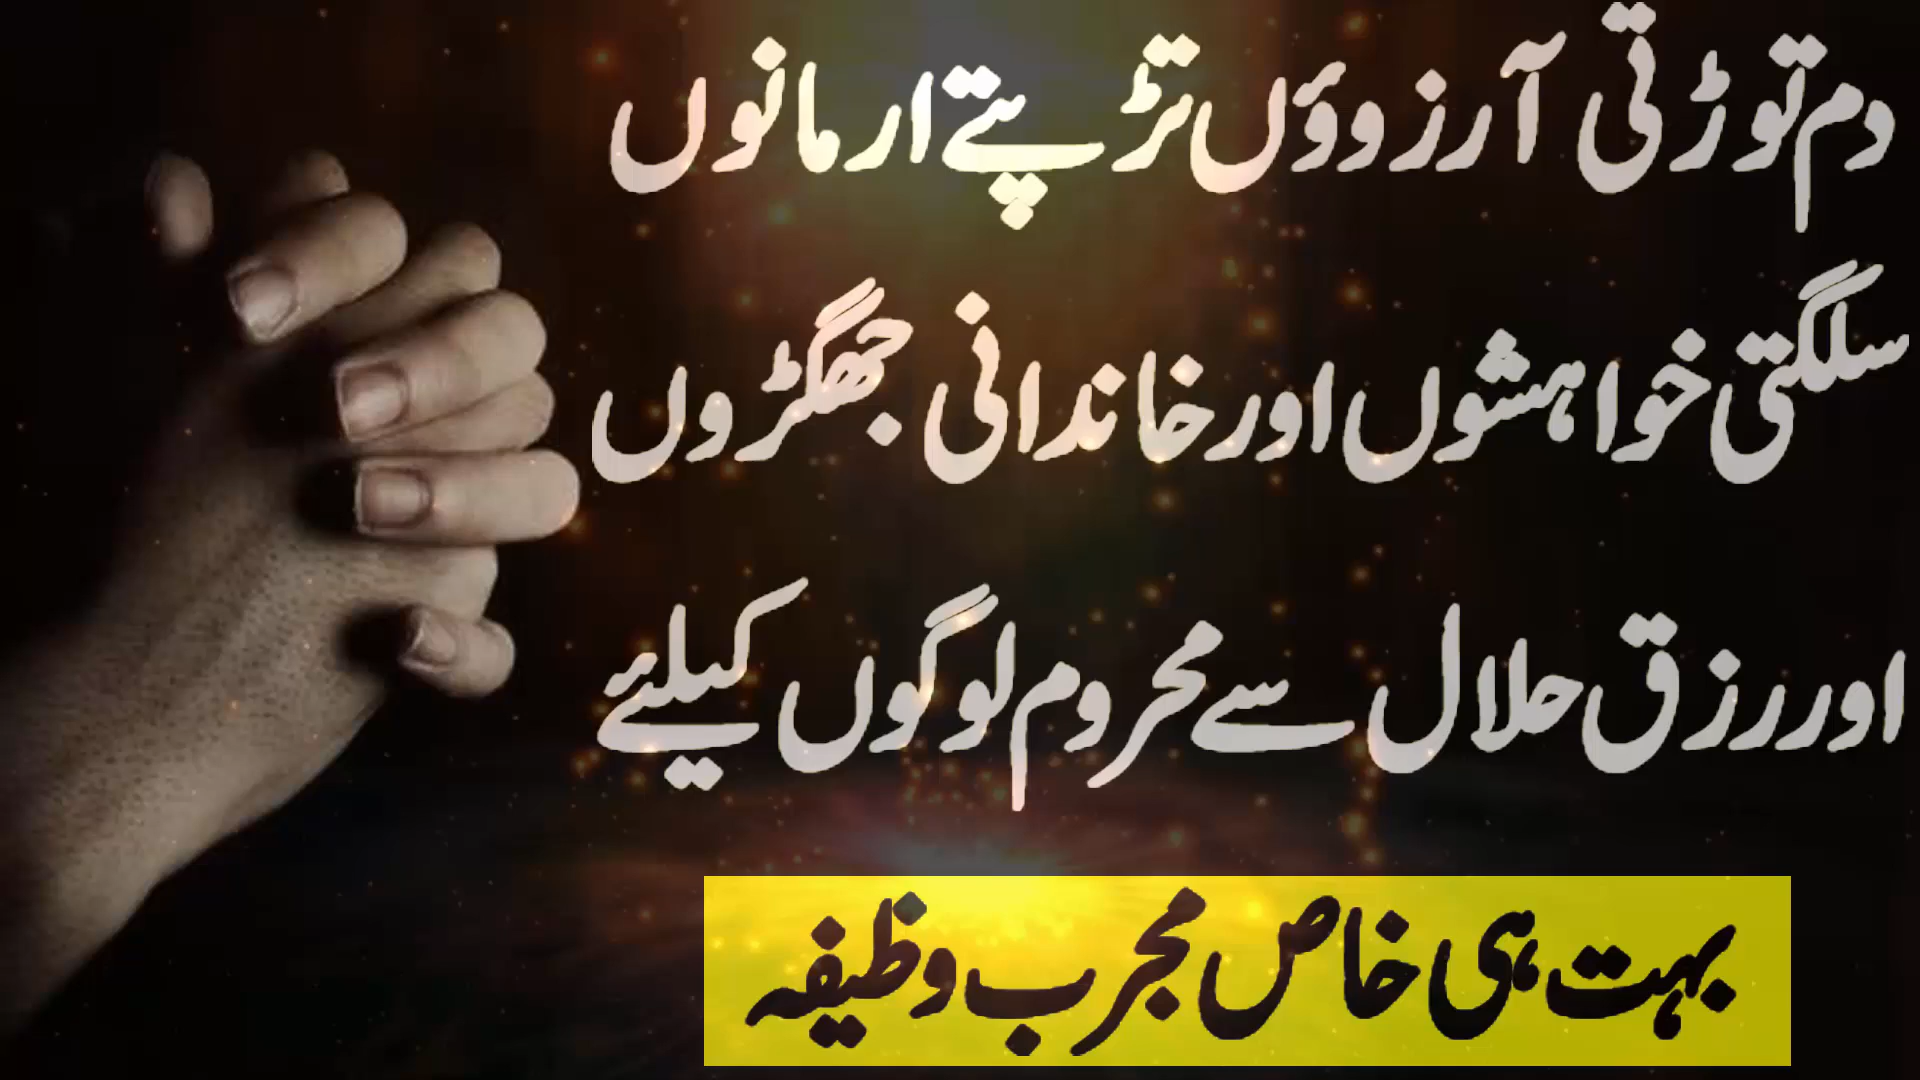 دم توڑتی آرزوؤں تڑپتے ارمانوں
سلگتی خواہشوں اور خاندانی جھگڑوں
اور رزق حلال سے محروم لوگوں کیلئے
بہت ہی خاص مجرب وظیفہ